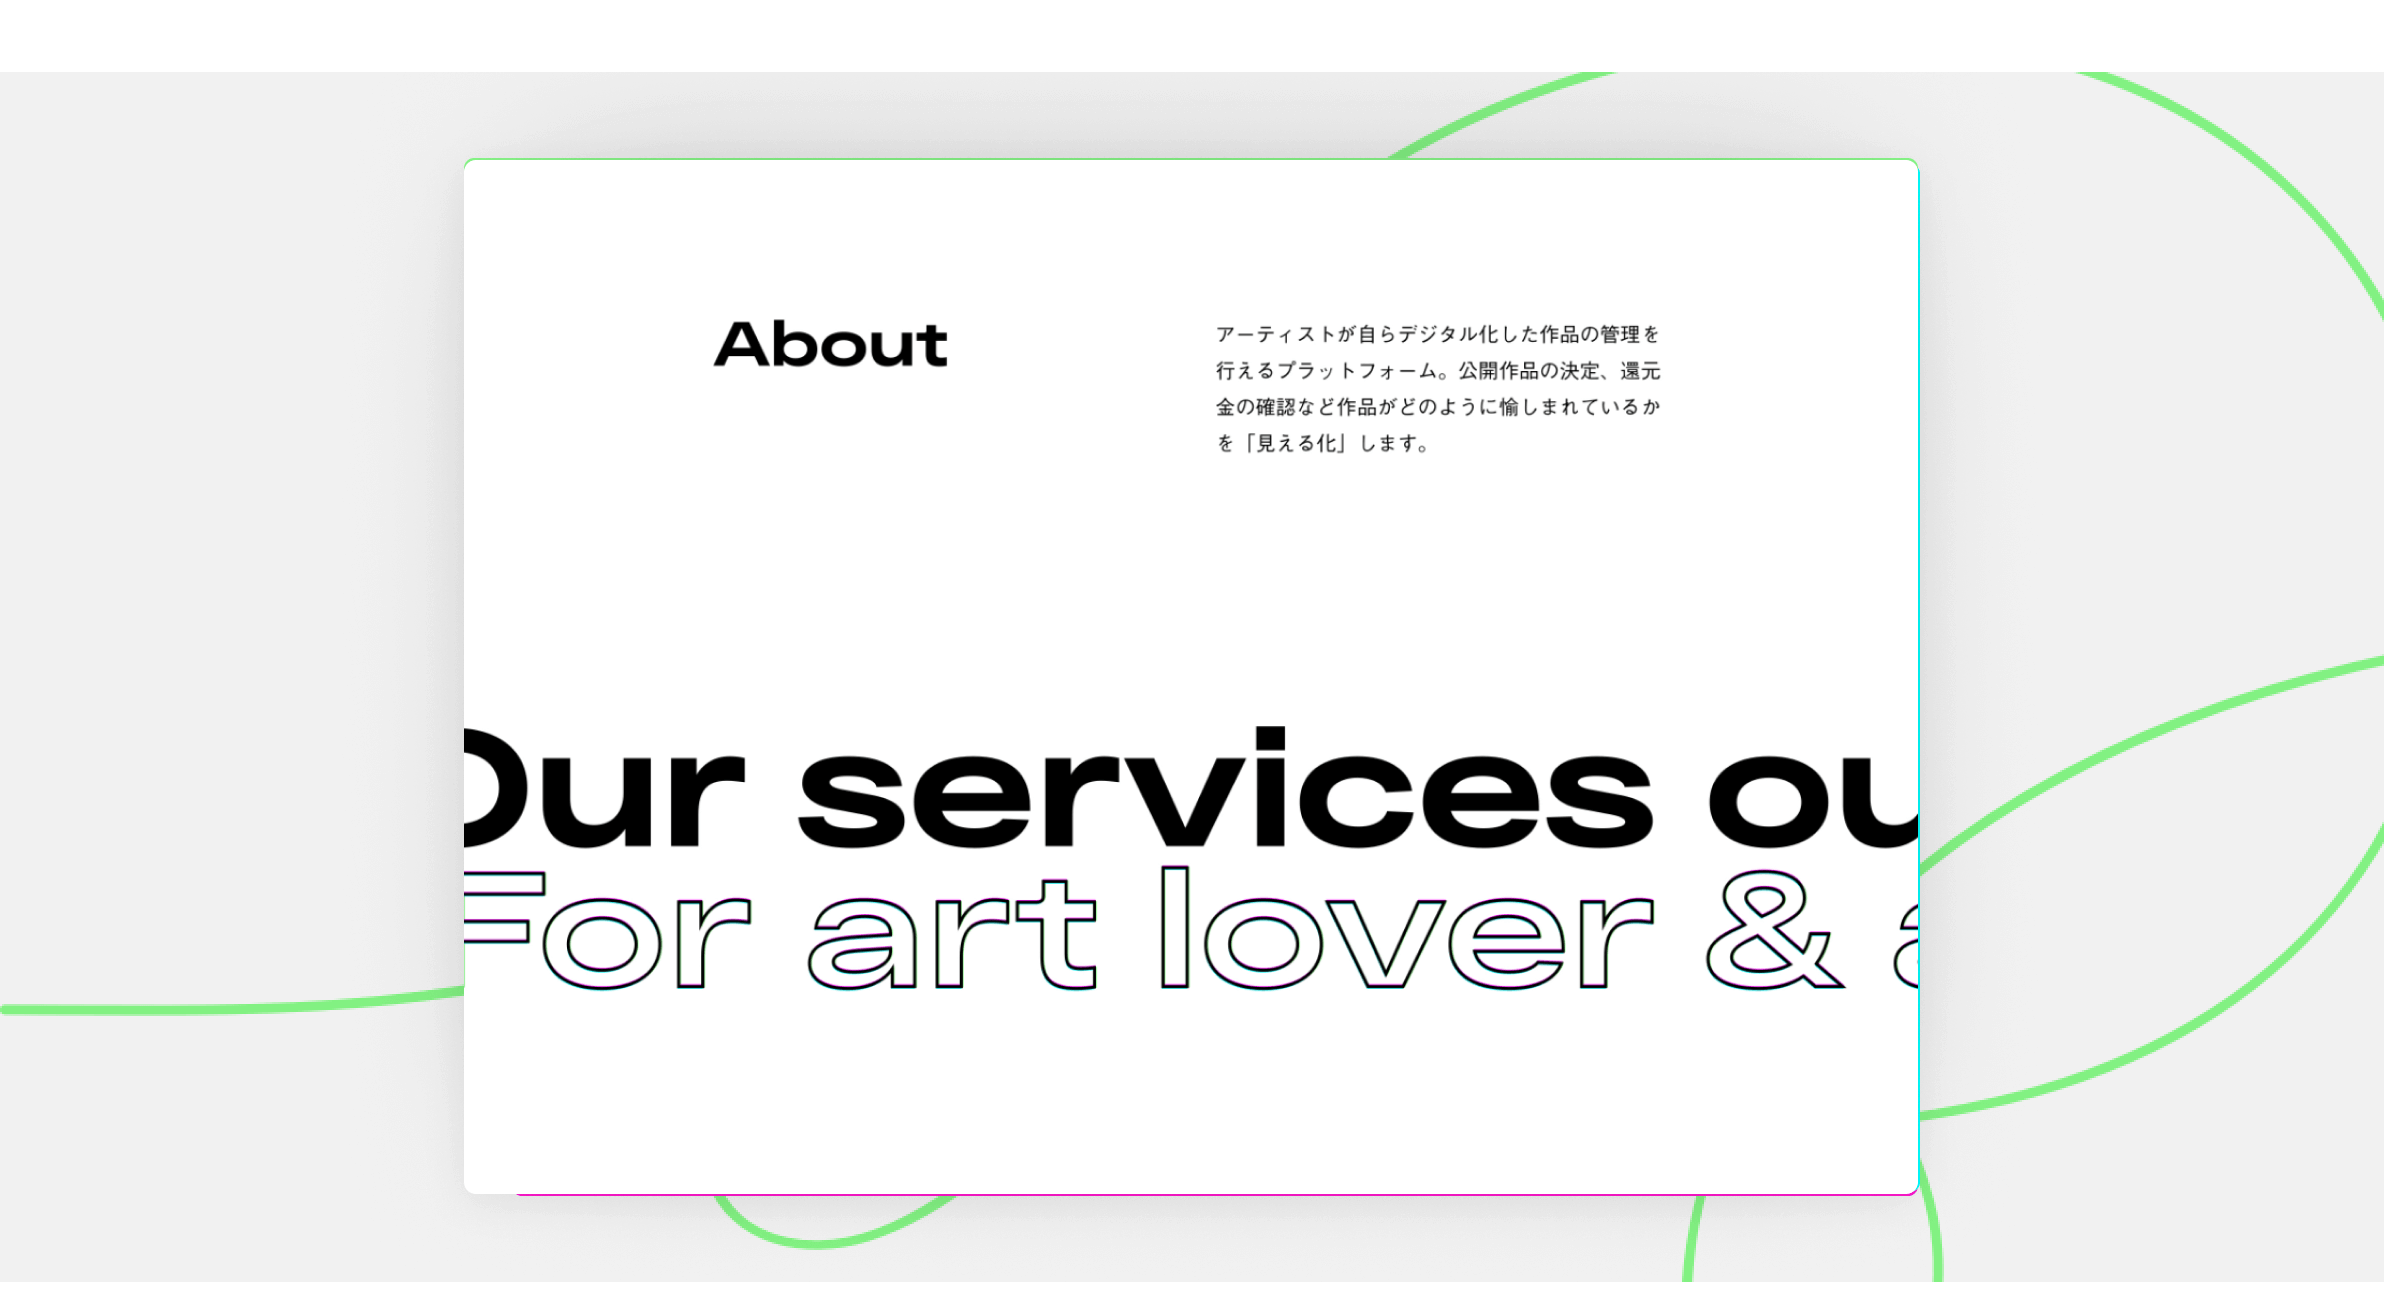 About
アーティストが自らデジタル化した作品の管理を
行えるプラットフォーム。公開作品の決定、還元
金の確認など作品がどのように愉しまれているか
を「見える化」します。
Our services ou
For art lover & a